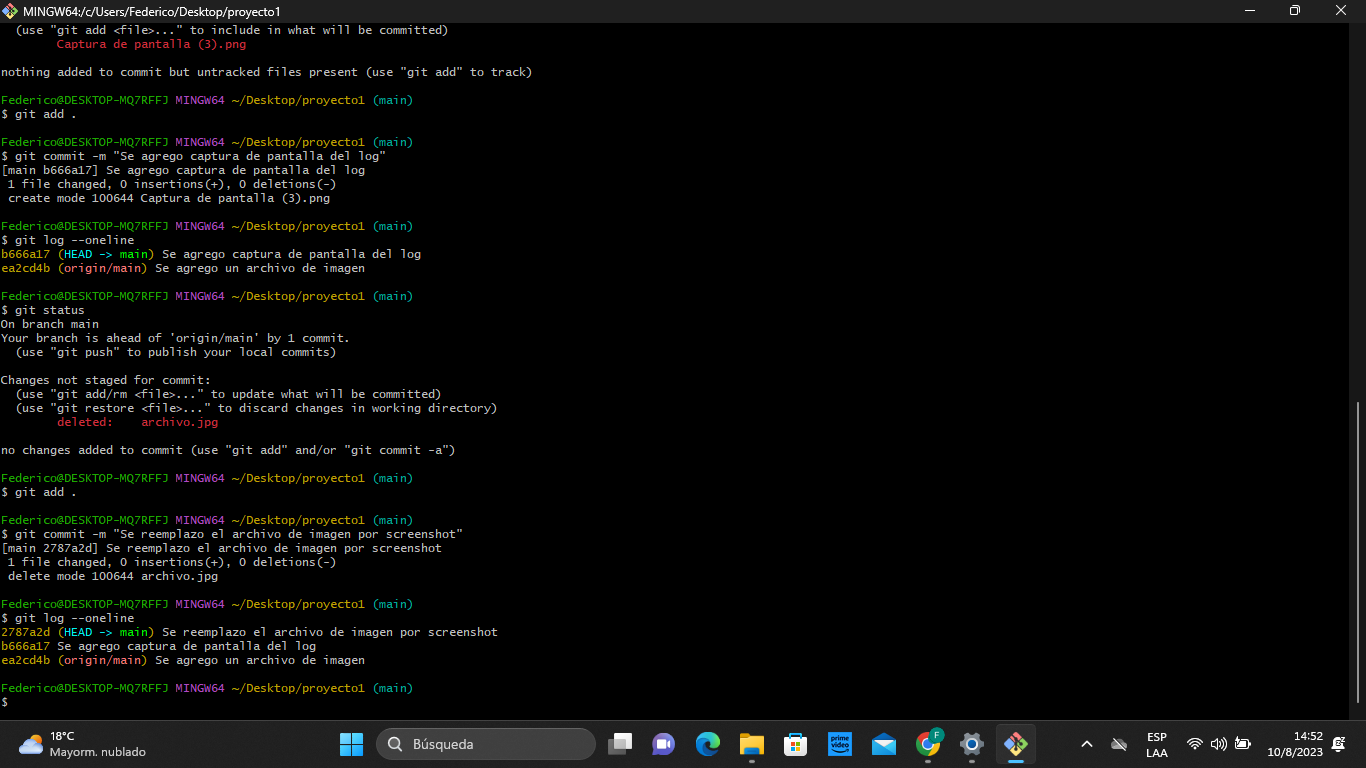 MINGW64:/c/Users/Federico/Desktop/proyecto1
(use "git add <file>..." to include in what will be committed)
Captura de pantalla (3).png
nothing added to commit but untracked files present (use "git add" to track)
Federico@DESKTOP-MQ7RFFJ MINGW64 ~/Desktop/proyecto1 (main)
$ git add .
Federico@DESKTOP-MQ7RFFJ MINGW64 ~/Desktop/proyecto1 (main)
$ git commit -m "Se agrego captura de pantalla del log"
[main b666a17] Se agrego captura de pantalla del log
1 file changed, 0 insertions(+), 0 deletions(-)
create mode 100644 Captura de pantalla (3).png
Federico@DESKTOP-MQ7RFFJ MINGW64 ~/Desktop/proyecto1 (main)
$ git log --oneline
b666a17 (HEAD -> main) Se agrego captura de pantalla del log
ea2cd4b (origin/main) Se agrego un archivo de imagen
Federico@DESKTOP-MQ7RFFJ MINGW64 ~/Desktop/proyecto1 (main)
$ git status
On branch main
Your branch is ahead of 'origin/main' by 1 commit.
(use "git push" to publish your local commits)
Changes not staged for commit:
(use "git add/rm <file>..." to update what will be committed)
(use "git restore <file>..." to discard changes in working directory)
deleted:    archivo.jpg
no changes added to commit (use "git add" and/or "git commit -a")
Federico@DESKTOP-MQ7RFFJ MINGW64 ~/Desktop/proyecto1 (main)
$ git add .
Federico@DESKTOP-MQ7RFFJ MINGW64 ~/Desktop/proyecto1 (main)
$ git commit -m "Se reemplazo el archivo de imagen por screenshot"
[main 2787a2d] Se reemplazo el archivo de imagen por screenshot
1 file changed, 0 insertions(+), 0 deletions(-)
delete mode 100644 archivo.jpg
Federico@DESKTOP-MQ7RFFJ MINGW64 ~/Desktop/proyecto1 (main)
$ git log --oneline
2787a2d (HEAD -> main) Se reemplazo el archivo de imagen por screenshot
b666a17 Se agrego captura de pantalla del log
ea2cd4b (origin/main) Se agrego un archivo de imagen
Federico@DESKTOP-MQ7RFFJ MINGW64 ~/Desktop/proyecto1 (main)
$
18°C
Mayorm. nublado
Búsqueda
prime video
F
ESP
LAA
14:52
10/8/2023